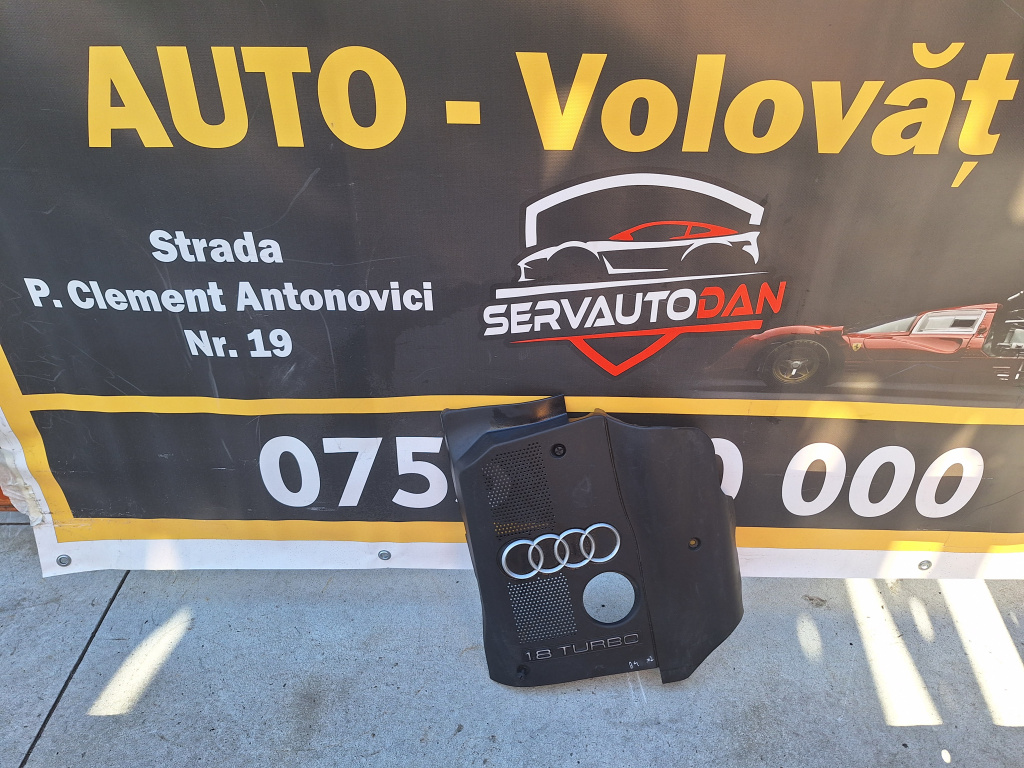 AUTO - Volovăț
Strada
P. Clement Antonovici
Nr. 19
SERVAUTODAN
075 0 000
1.8 TURBO